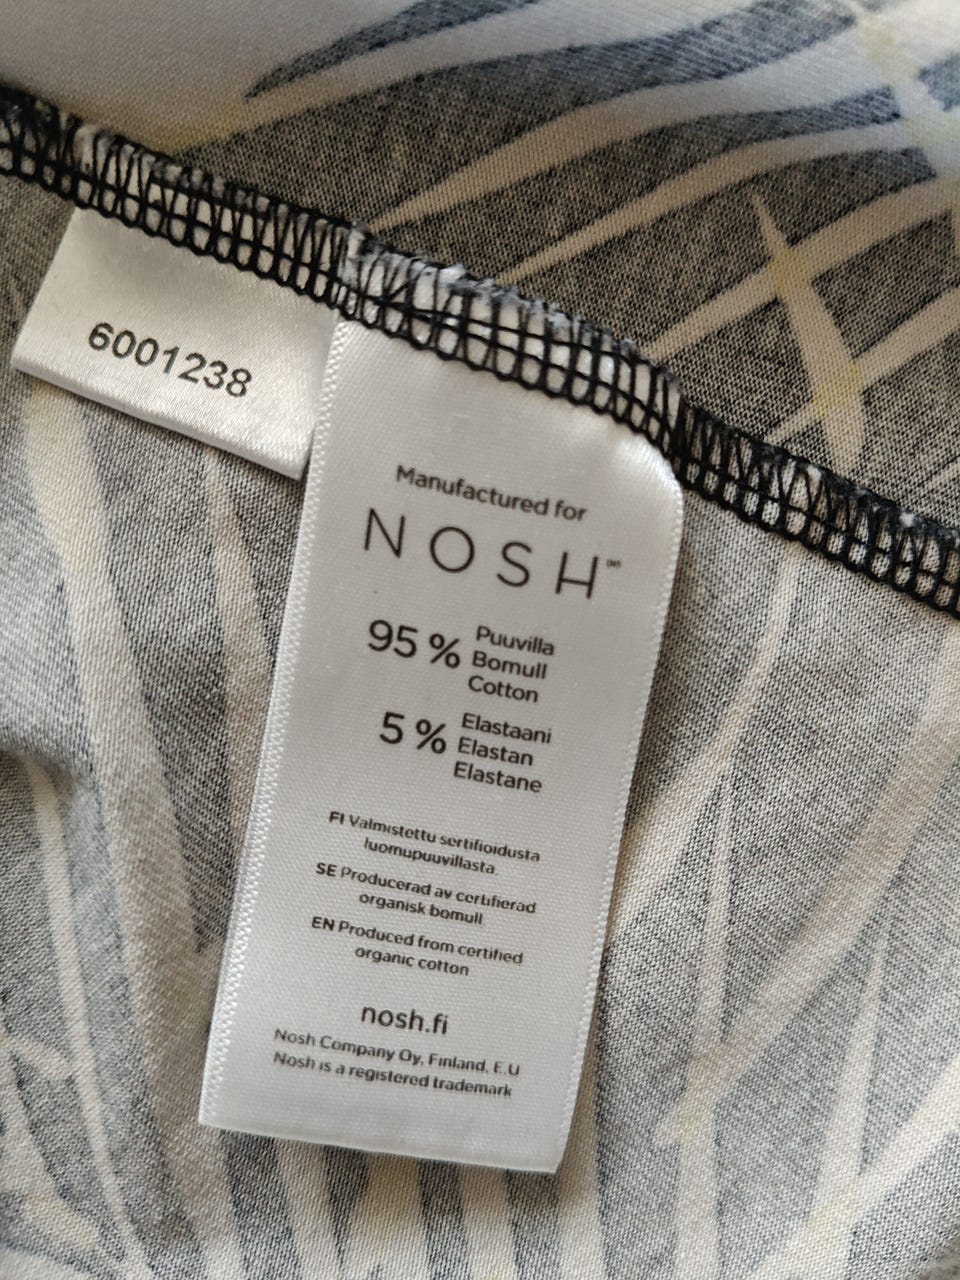 6001238
Manufactured for
NOSH
95 % Puuvilla
Bomull
Cotton
5 % Elastaani
Elastan
Elastane
FI Valmistettu sertifioidusta
luomupuuvillasta.
SE Producerad av certifierad
organisk bomull
EN Produced from certified
organic cotton
nosh.fi
Nosh Company Oy, Finland, E.U
Nosh is a registered trademark